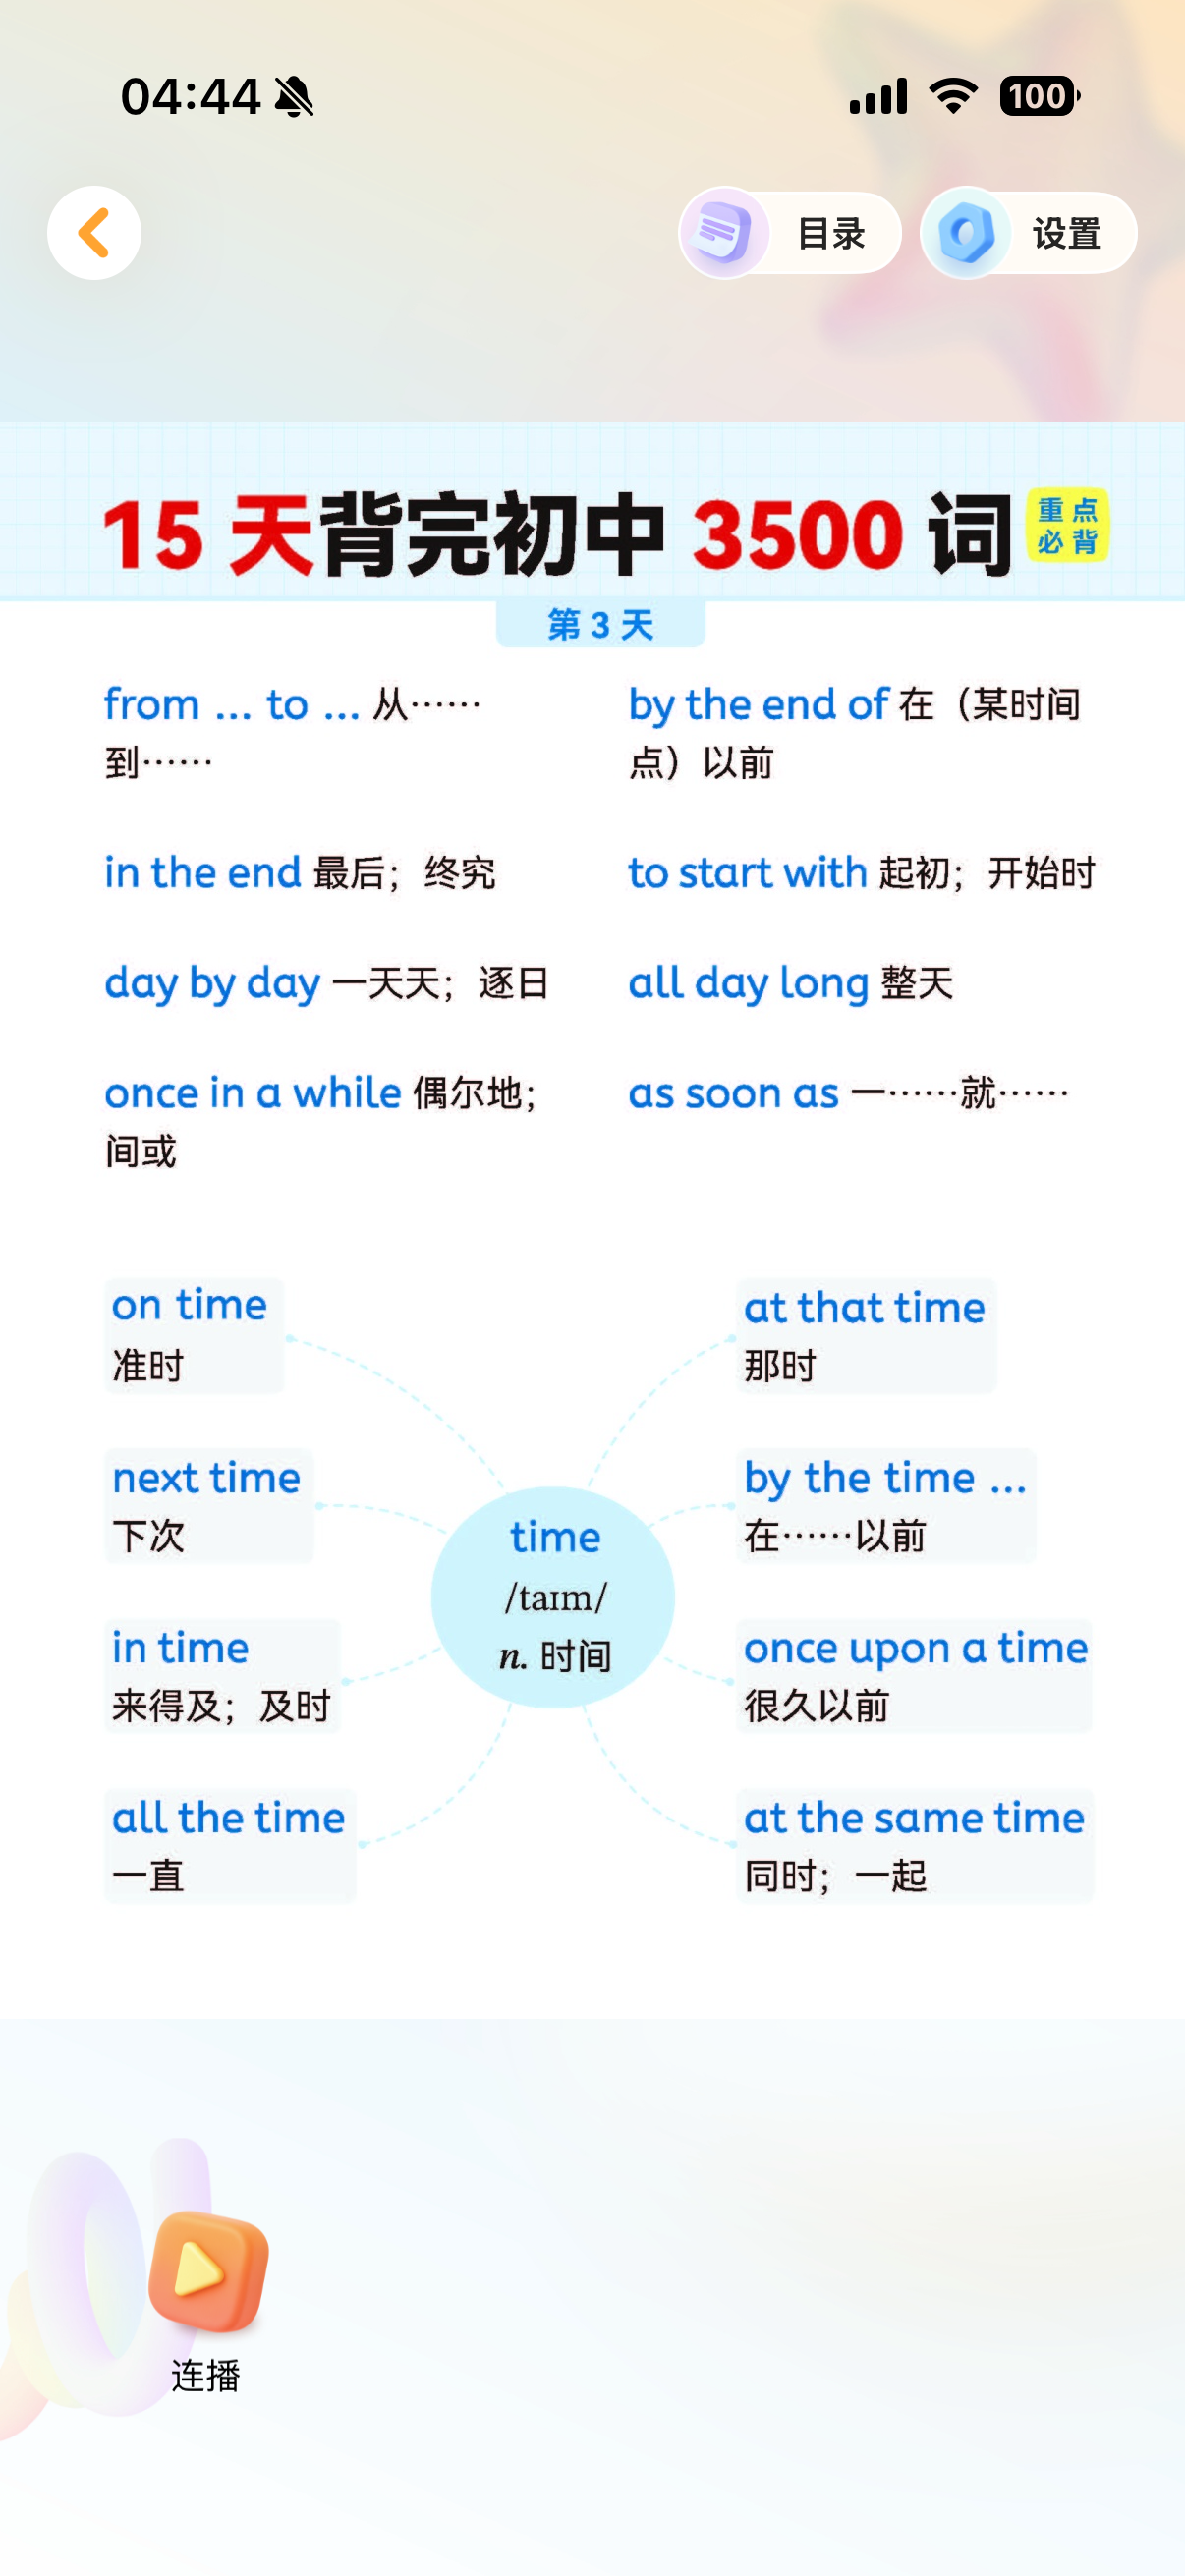 04:44
100
目录
设置
15 天背完初中 3500 词
重点
必背
第 3 天
from ... to ... 从……
到……
by the end of 在（某时间
点）以前
in the end 最后；终究
to start with 起初；开始时
day by day 一天天；逐日
all day long 整天
once in a while 偶尔地；
间或
as soon as 一……就……
on time
准时
at that time
那时
next time
下次
by the time ...
在……以前
time
/taɪm/
n. 时间
in time
来得及；及时
once upon a time
很久以前
all the time
一直
at the same time
同时；一起
连播